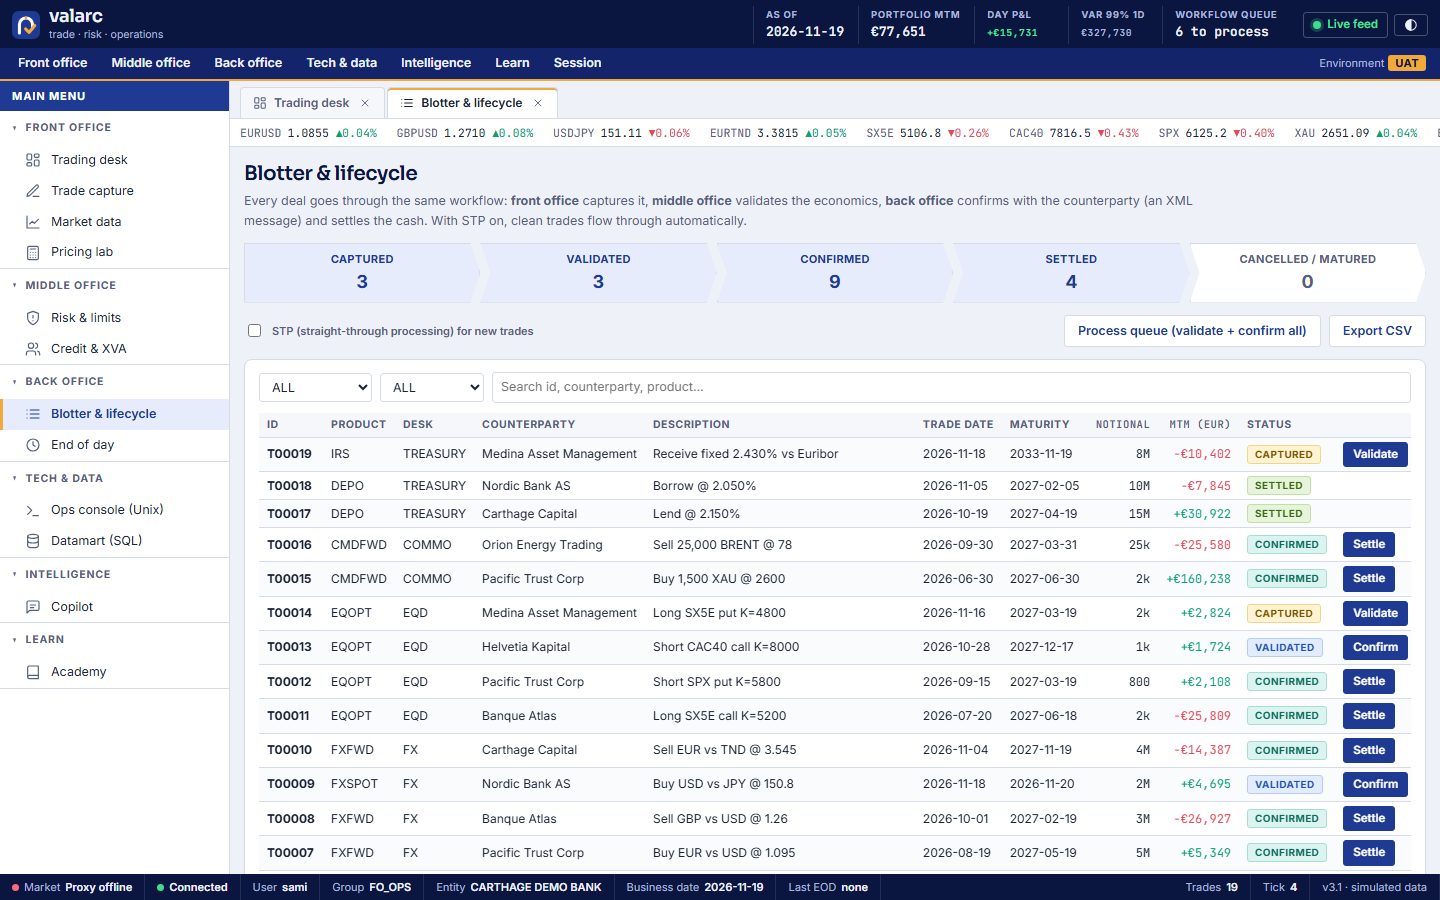 valarc
trade · risk · operations
AS OF
2026-11-19
PORTFOLIO MTM
€77,651
DAY P&L
+€15,731
VAR 99% 1D
€327,730
WORKFLOW QUEUE
6 to process
Live feed
Front office Middle office Back office Tech & data Intelligence Learn Session
Environment UAT
MAIN MENU
FRONT OFFICE
Trading desk
Trade capture
Market data
Pricing lab
MIDDLE OFFICE
Risk & limits
Credit & XVA
BACK OFFICE
Blotter & lifecycle
End of day
TECH & DATA
Ops console (Unix)
Datamart (SQL)
INTELLIGENCE
Copilot
LEARN
Academy
Trading desk × Blotter & lifecycle ×
EURUSD 1.0855 ▲0.04% GBPUSD 1.2710 ▲0.08% USDJPY 151.11 ▼0.06% EURTND 3.3815 ▲0.05% SX5E 5106.8 ▼0.26% CAC40 7816.5 ▼0.43% SPX 6125.2 ▼0.40% XAU 2651.09 ▲0.04%
Blotter & lifecycle
Every deal goes through the same workflow: front office captures it, middle office validates the economics, back office confirms with the counterparty (an XML
message) and settles the cash. With STP on, clean trades flow through automatically.
CAPTURED
3
VALIDATED
3
CONFIRMED
9
SETTLED
4
CANCELLED / MATURED
0
STP (straight-through processing) for new trades
Process queue (validate + confirm all) Export CSV
ALL ALL Search id, counterparty, product...
ID PRODUCT DESK COUNTERPARTY DESCRIPTION TRADE DATE MATURITY NOTIONAL MTM (EUR) STATUS
T00019 IRS TREASURY Medina Asset Management Receive fixed 2.430% vs Euribor 2026-11-18 2033-11-19 8M -€10,402 CAPTURED Validate
T00018 DEPO TREASURY Nordic Bank AS Borrow @ 2.050% 2026-11-05 2027-02-05 10M -€7,845 SETTLED
T00017 DEPO TREASURY Carthage Capital Lend @ 2.150% 2026-10-19 2027-04-19 15M +€30,922 SETTLED
T00016 CMDFWD COMMO Orion Energy Trading Sell 25,000 BRENT @ 78 2026-09-30 2027-03-31 25k -€25,580 CONFIRMED Settle
T00015 CMDFWD COMMO Pacific Trust Corp Buy 1,500 XAU @ 2600 2026-06-30 2027-06-30 2k +€160,238 CONFIRMED Settle
T00014 EQOPT EQD Medina Asset Management Long SX5E put K=4800 2026-11-16 2027-03-19 2k +€2,824 CAPTURED Validate
T00013 EQOPT EQD Helvetia Kapital Short CAC40 call K=8000 2026-10-28 2027-12-17 1k +€1,724 VALIDATED Confirm
T00012 EQOPT EQD Pacific Trust Corp Short SPX put K=5800 2026-09-15 2027-03-19 800 +€2,108 CONFIRMED Settle
T00011 EQOPT EQD Banque Atlas Long SX5E call K=5200 2026-07-20 2027-06-18 2k -€25,809 CONFIRMED Settle
T00010 FXFWD FX Carthage Capital Sell EUR vs TND @ 3.545 2026-11-04 2027-11-19 4M -€14,387 CONFIRMED Settle
T00009 FXSPOT FX Nordic Bank AS Buy USD vs JPY @ 150.8 2026-11-18 2026-11-20 2M +€4,695 VALIDATED Confirm
T00008 FXFWD FX Banque Atlas Sell GBP vs USD @ 1.26 2026-10-01 2027-02-19 3M -€26,927 CONFIRMED Settle
T00007 FXFWD FX Pacific Trust Corp Buy EUR vs USD @ 1.095 2026-08-19 2027-05-19 5M +€5,349 CONFIRMED Settle
Market Proxy offline Connected User sami Group FO_OPS Entity CARTHAGE DEMO BANK Business date 2026-11-19 Last EOD none Trades 19 Tick 4 v3.1 · simulated data